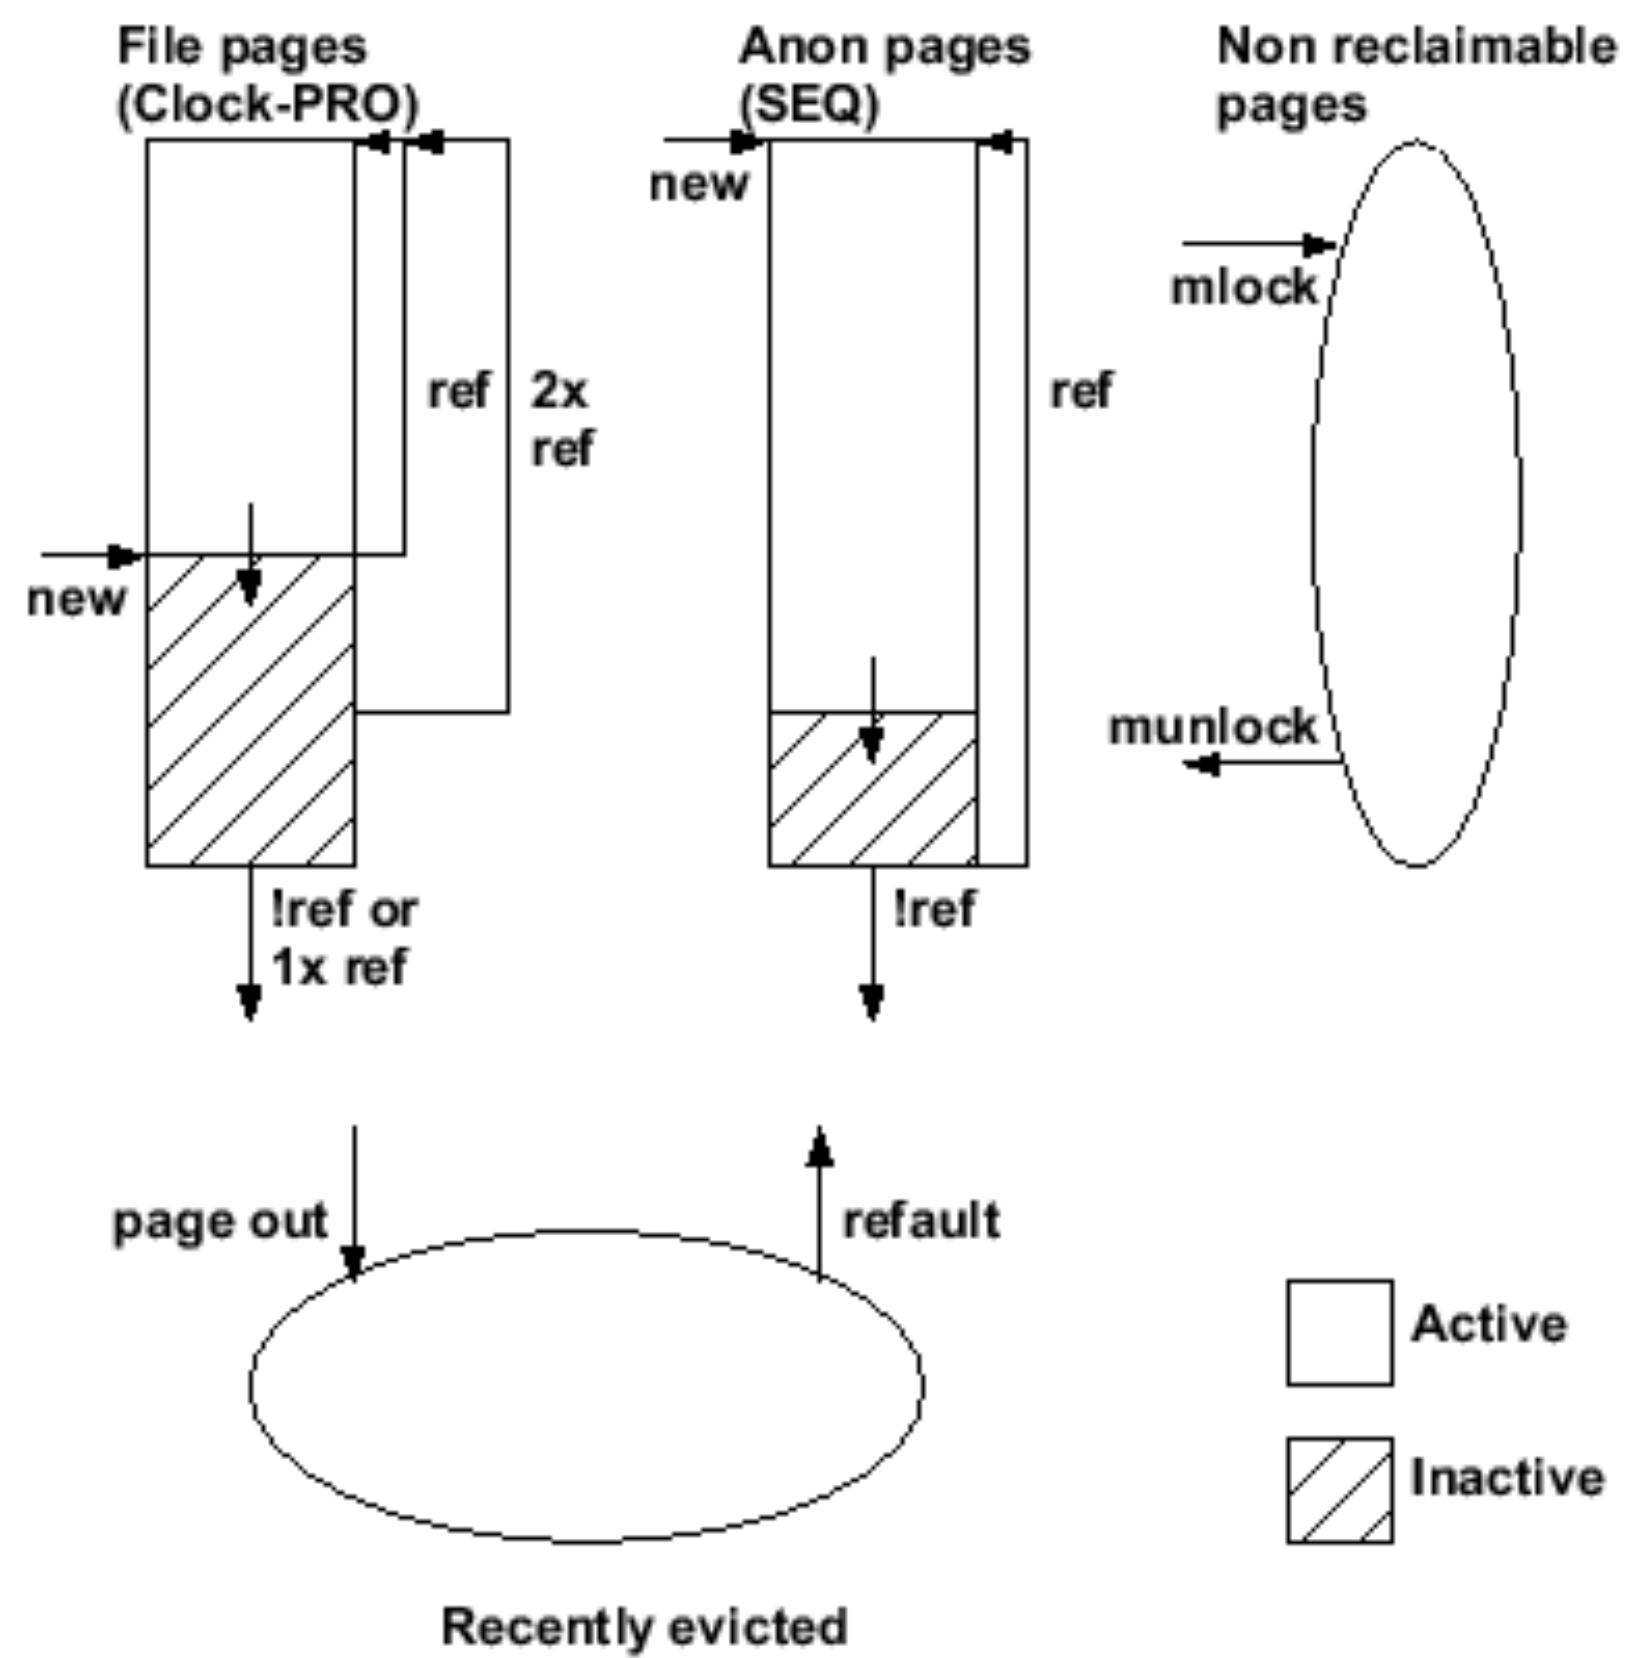 File pages
(Clock-PRO)
Anon pages
(SEQ)
Non reclaimable
pages
new
mlock
ref
2x
ref
ref
new
munlock
!ref or
1x ref
!ref
page out
refault
Active
Inactive
Recently evicted